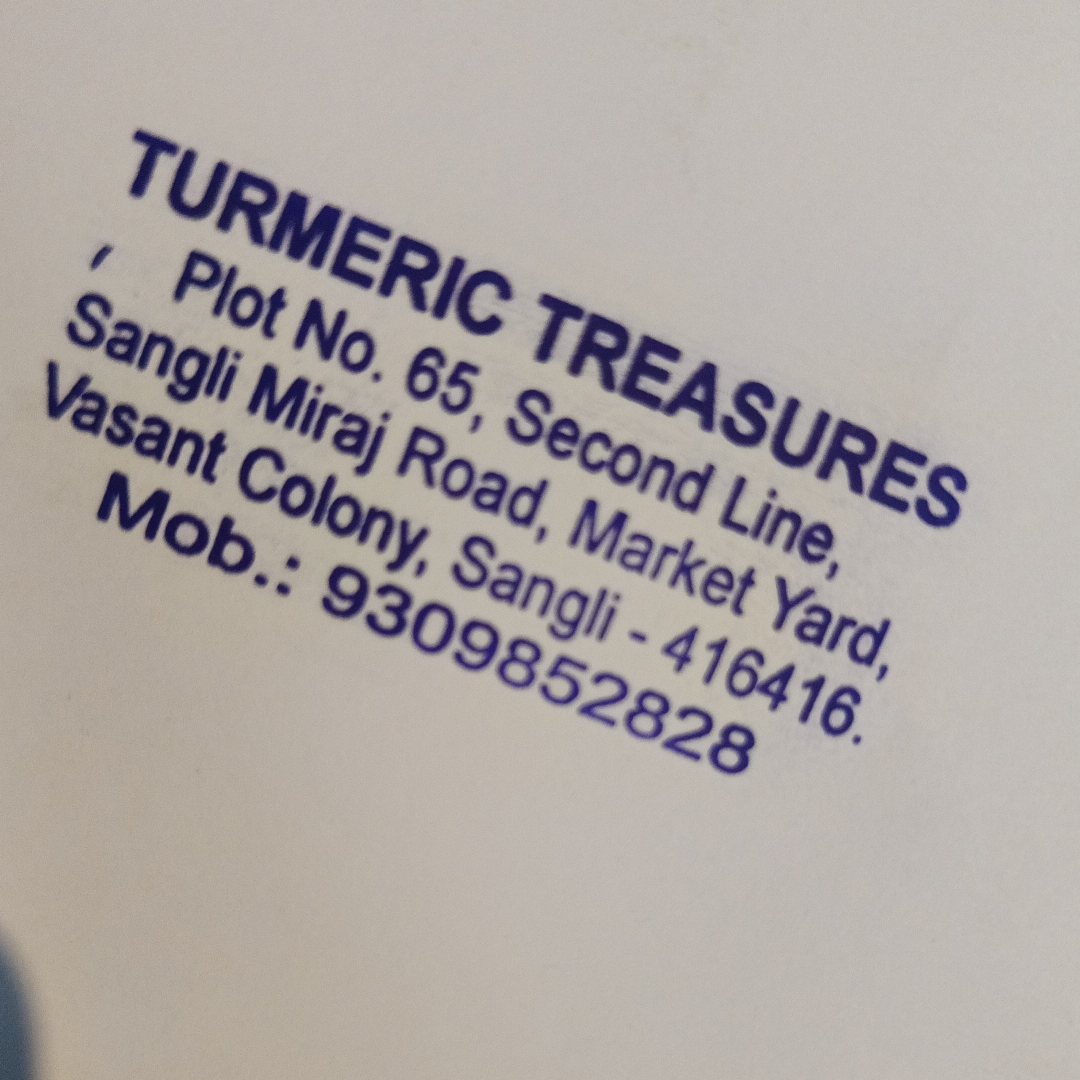 TURMERIC TREASURES
Plot No. 65, Second Line,
Sangli Miraj Road, Market Yard,
Vasant Colony, Sangli - 416416.
Mob.: 9309852828